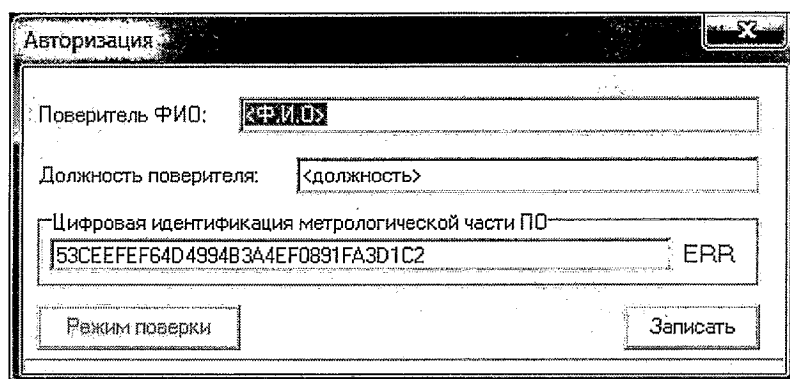 Авторизация
Поверитель ФИО: <Ф.И.О>
Должность поверителя: <должность>
Цифровая идентификация метрологической части ПО
53CEEFEF64D4994B3A4EF0891FA3D1C2 ERR
Режим поверки Записать